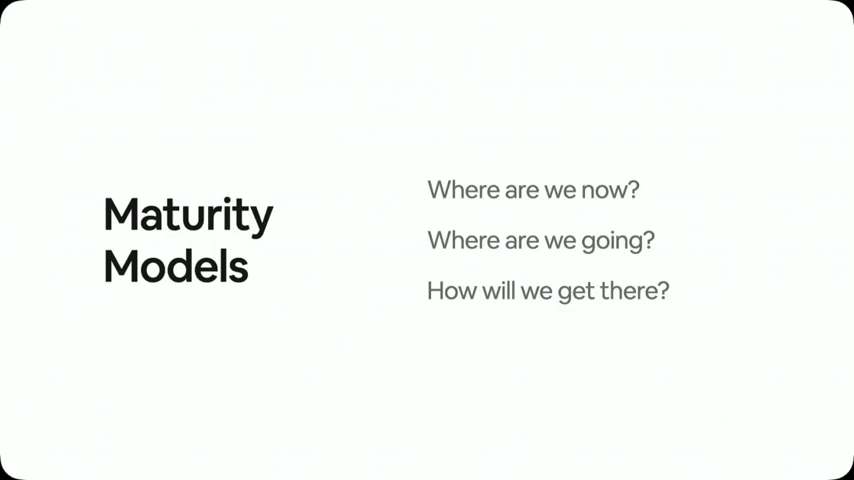 Maturity
Models
Where are we now?
Where are we going?
How will we get there?